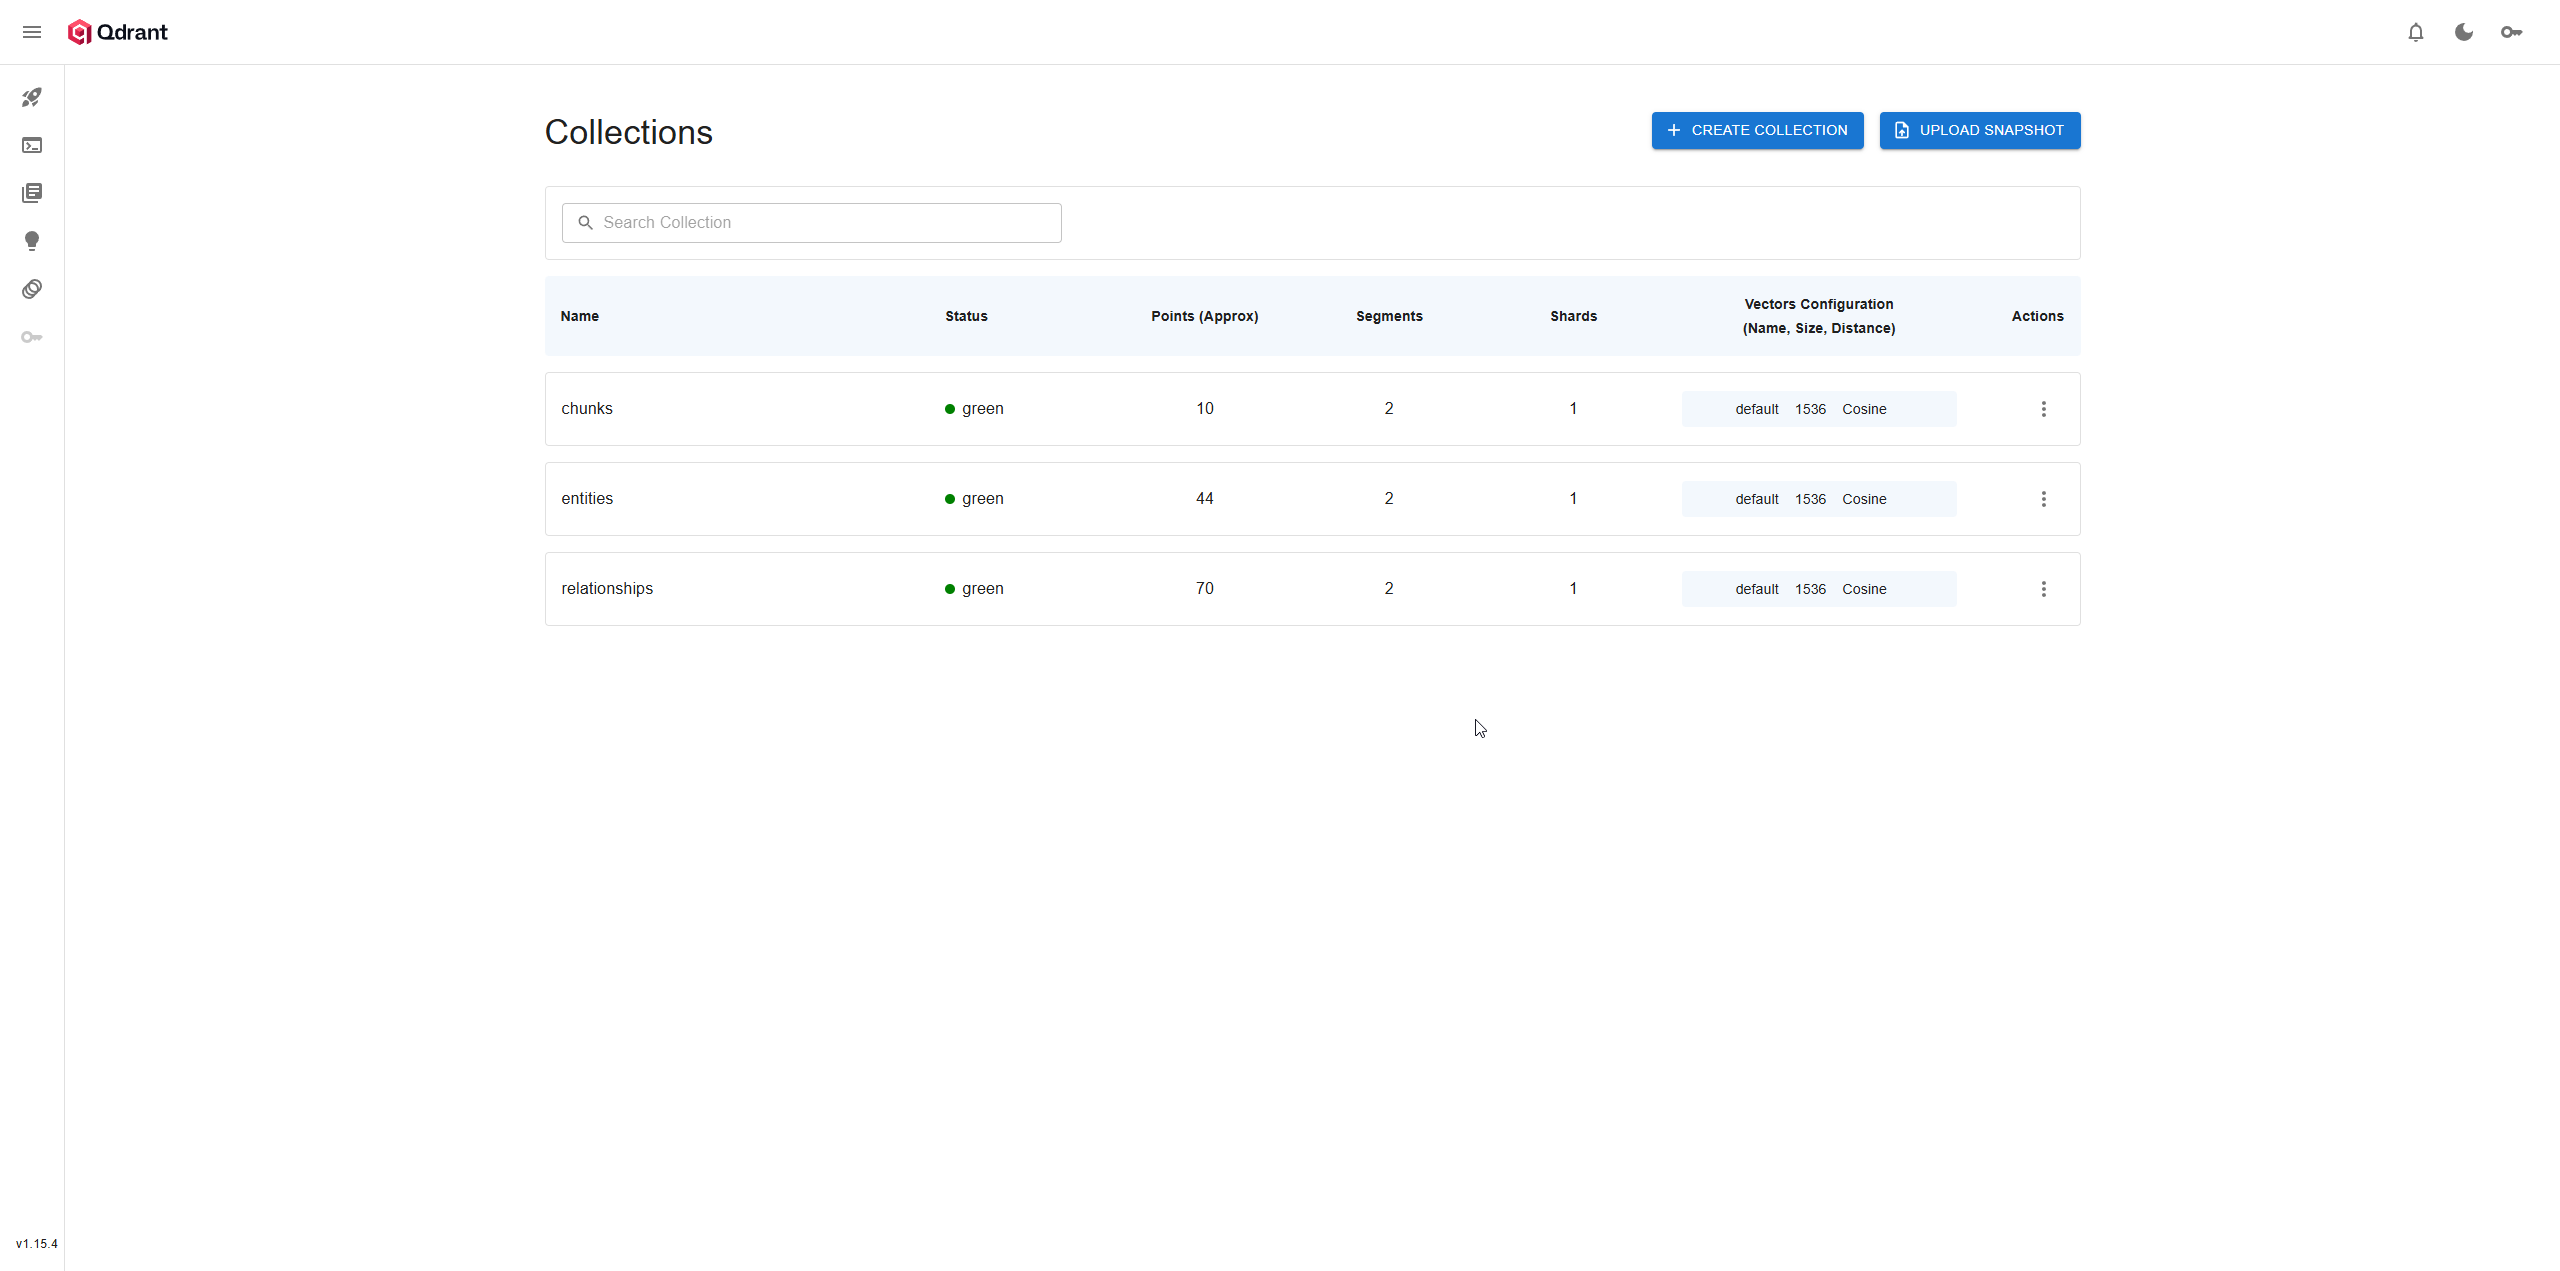 Qdrant
Collections
CREATE COLLECTION
UPLOAD SNAPSHOT
Search Collection
Name Status Points (Approx) Segments Shards Vectors Configuration (Name, Size, Distance) Actions
chunks green 10 2 1 default 1536 Cosine
entities green 44 2 1 default 1536 Cosine
relationships green 70 2 1 default 1536 Cosine
v1.15.4